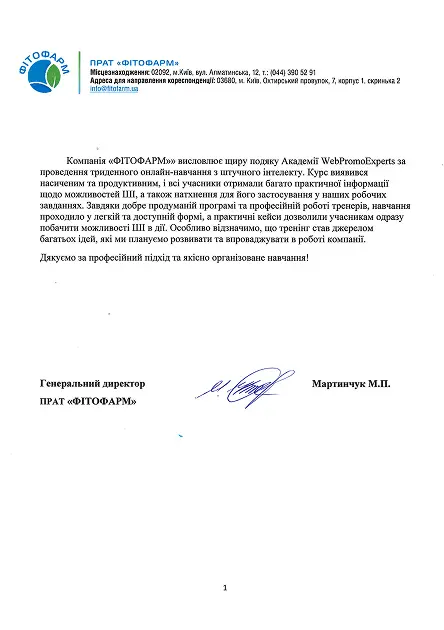 ФІТОФАРМ
ПРАТ «ФІТОФАРМ»
Місцезнаходження: 02092, м.Київ, вул. Алматинська, 12, т.: (044) 390 52 91
Адреса для направлення кореспонденції: 03680, м. Київ, Охтирський провулок, 7, корпус 1, скринька 2
info@fitofarm.ua
Компанія «ФІТОФАРМ»» висловлює щиру подяку Академії WebPromoExperts за
проведення триденного онлайн-навчання з штучного інтелекту. Курс виявився
насиченим та продуктивним, і всі учасники отримали багато практичної інформації
щодо можливостей ШІ, а також натхнення для його застосування у наших робочих
завданнях. Завдяки добре продуманій програмі та професійній роботі тренерів, навчання
проходило у легкій та доступній формі, а практичні кейси дозволили учасникам одразу
побачити можливості ШІ в дії. Особливо відзначимо, що тренінг став джерелом
багатьох ідей, які ми плануємо розвивати та впроваджувати в роботі компанії.
Дякуємо за професійний підхід та якісно організоване навчання!
Генеральний директор Мартинчук М.П.
ПРАТ «ФІТОФАРМ»
1